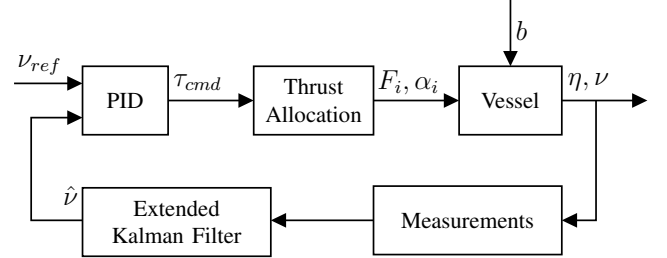 b
ν_ref
τ_cmd
F_i, α_i
η, ν
PID
Thrust
Allocation
Vessel
ν̂
Extended
Kalman Filter
Measurements